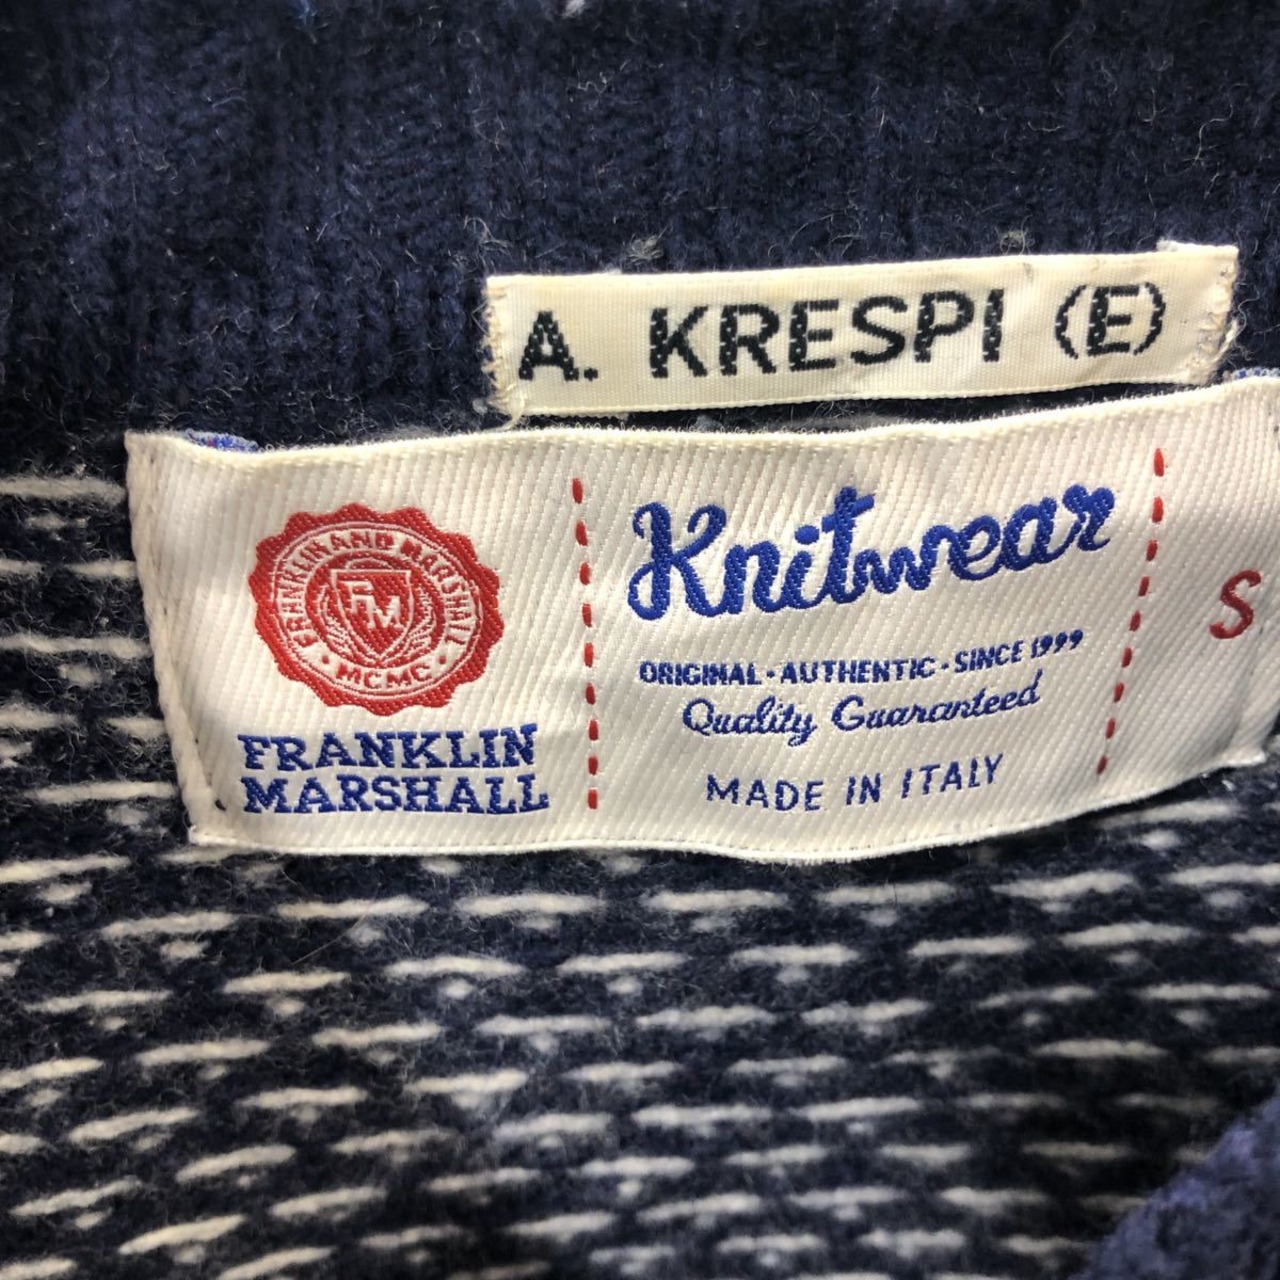 A. KRESPI (E)
FRANKLIN AND MARSHALL
FM
MCMC
FRANKLIN
MARSHALL
Knitwear
ORIGINAL · AUTHENTIC · SINCE 1999
Quality Guaranteed
MADE IN ITALY
S